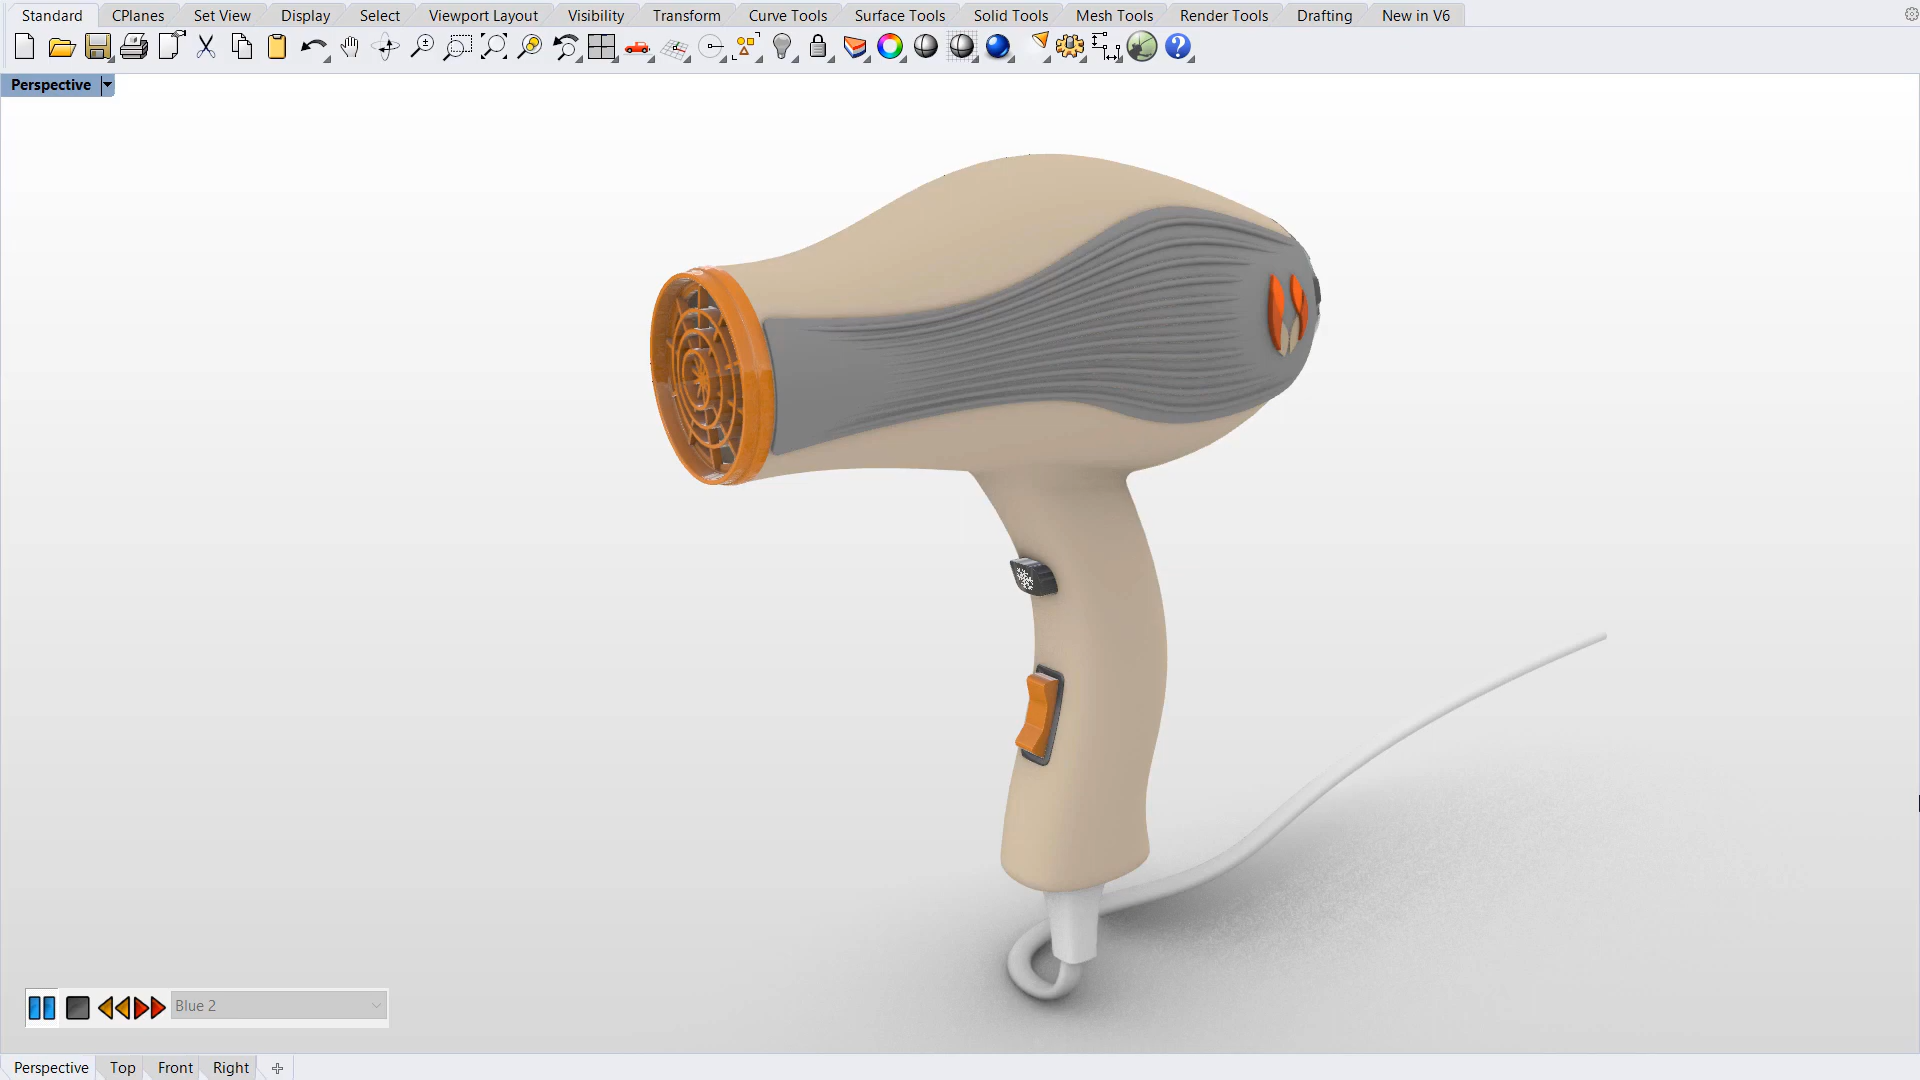 Standard CPlanes Set View Display Select Viewport Layout Visibility Transform Curve Tools Surface Tools Solid Tools Mesh Tools Render Tools Drafting New in V6
Perspective
Blue 2
Perspective Top Front Right